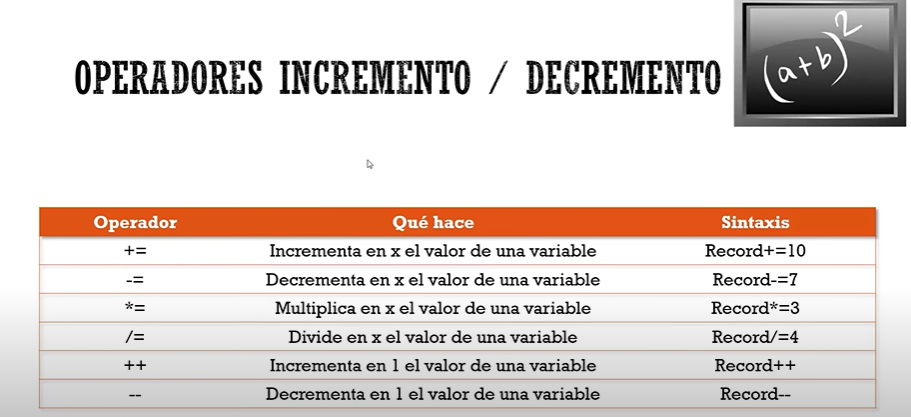 OPERADORES INCREMENTO / DECREMENTO
(a+b)²
Operador Qué hace Sintaxis
+= Incrementa en x el valor de una variable Record+=10
-= Decrementa en x el valor de una variable Record-=7
*= Multiplica en x el valor de una variable Record*=3
/= Divide en x el valor de una variable Record/=4
++ Incrementa en 1 el valor de una variable Record++
-- Decrementa en 1 el valor de una variable Record--